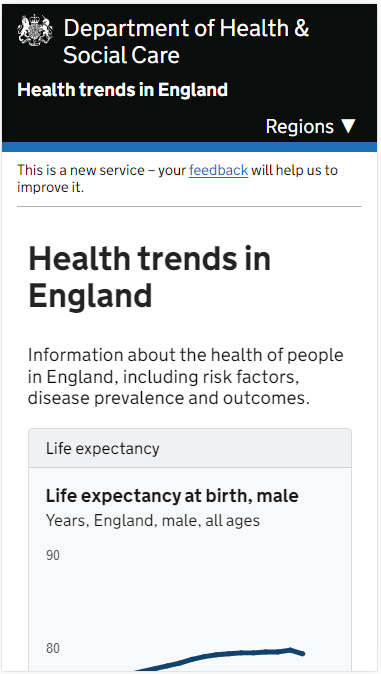 Department of Health &
Social Care
Health trends in England
Regions ▼
This is a new service – your feedback will help us to
improve it.
Health trends in
England
Information about the health of people
in England, including risk factors,
disease prevalence and outcomes.
Life expectancy
Life expectancy at birth, male
Years, England, male, all ages
90
80